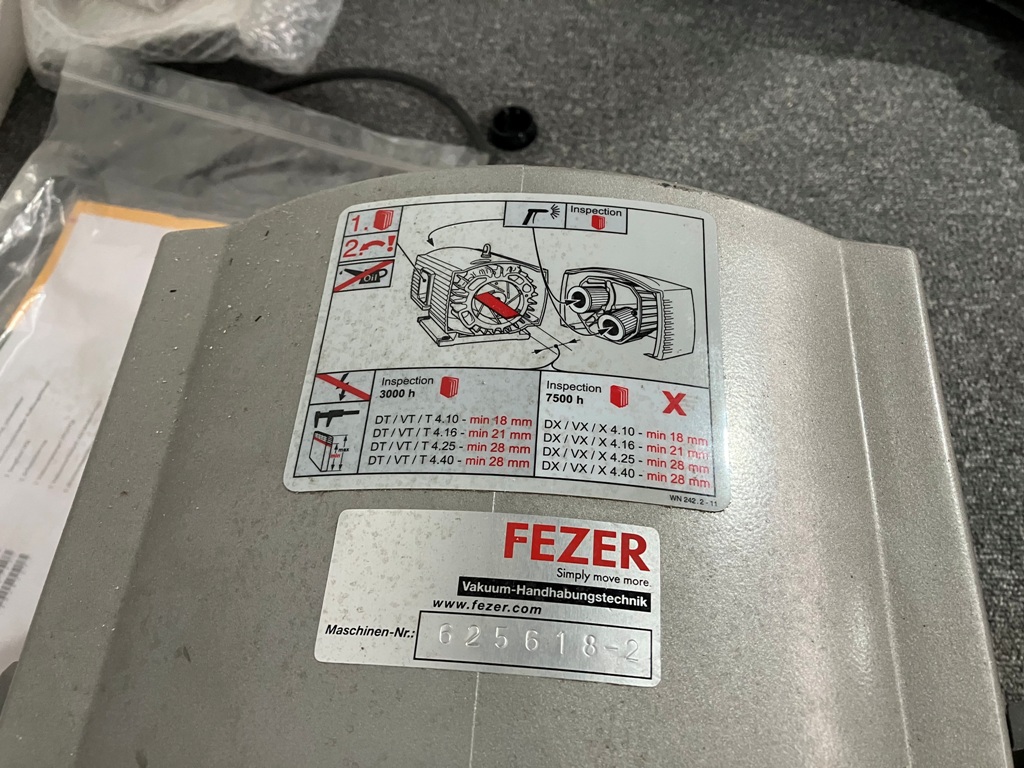 1.
2.
!
Oil
Inspection
Inspection
3000 h
DT / VT / T 4.10 - min 18 mm
DT / VT / T 4.16 - min 21 mm
DT / VT / T 4.25 - min 28 mm
DT / VT / T 4.40 - min 28 mm
Inspection
7500 h
X
DX / VX / X 4.10 - min 18 mm
DX / VX / X 4.16 - min 21 mm
DX / VX / X 4.25 - min 28 mm
DX / VX / X 4.40 - min 28 mm
max
min
WN 242.2-11
FEZER
Simply move more.
Vakuum-Handhabungstechnik
www.fezer.com
Maschinen-Nr.: 625618-2